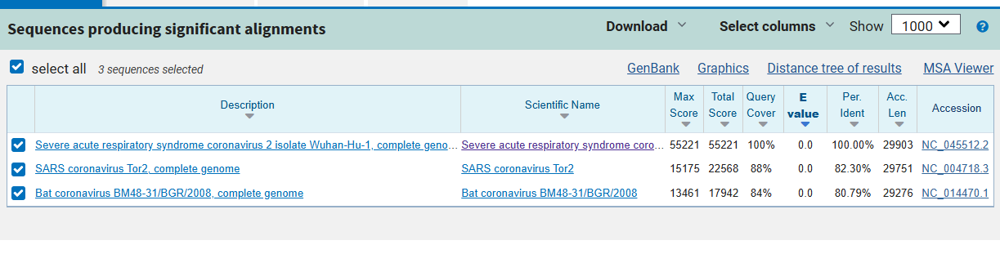 Sequences producing significant alignments Download Select columns Show 1000 ?
select all 3 sequences selected GenBank Graphics Distance tree of results MSA Viewer
Description Scientific Name Max Score Total Score Query Cover E value Per. Ident Acc. Len Accession
Severe acute respiratory syndrome coronavirus 2 isolate Wuhan-Hu-1, complete geno... Severe acute respiratory syndrome coro... 55221 55221 100% 0.0 100.00% 29903 NC_045512.2
SARS coronavirus Tor2, complete genome SARS coronavirus Tor2 15175 22568 88% 0.0 82.30% 29751 NC_004718.3
Bat coronavirus BM48-31/BGR/2008, complete genome Bat coronavirus BM48-31/BGR/2008 13461 17942 84% 0.0 80.79% 29276 NC_014470.1